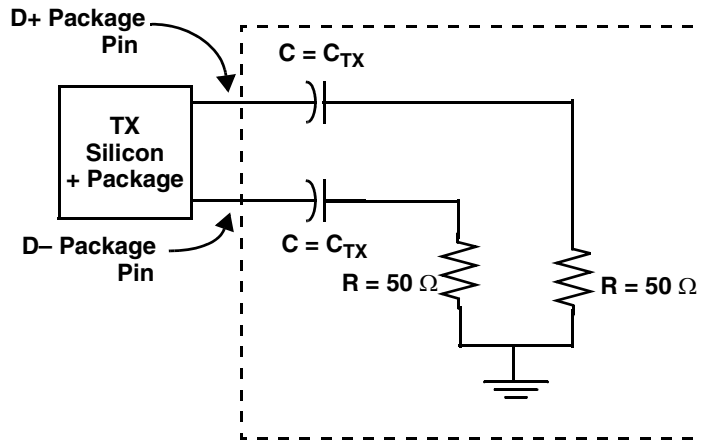 D+ Package
Pin
C = CTX
TX
Silicon
+ Package
D– Package
Pin
C = CTX
R = 50 Ω
R = 50 Ω